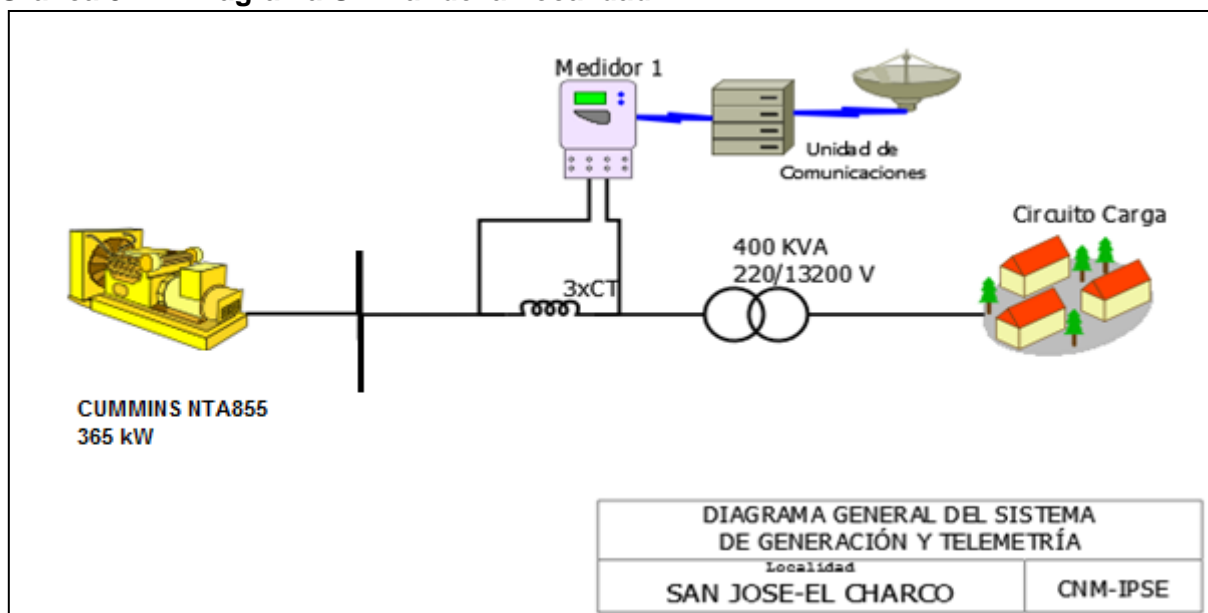 Medidor 1
Unidad de
Comunicaciones
Circuito Carga
400 KVA
220/13200 V
3xCT
CUMMINS NTA855
365 kW
DIAGRAMA GENERAL DEL SISTEMA
DE GENERACIÓN Y TELEMETRÍA
Localidad
SAN JOSE-EL CHARCO
CNM-IPSE